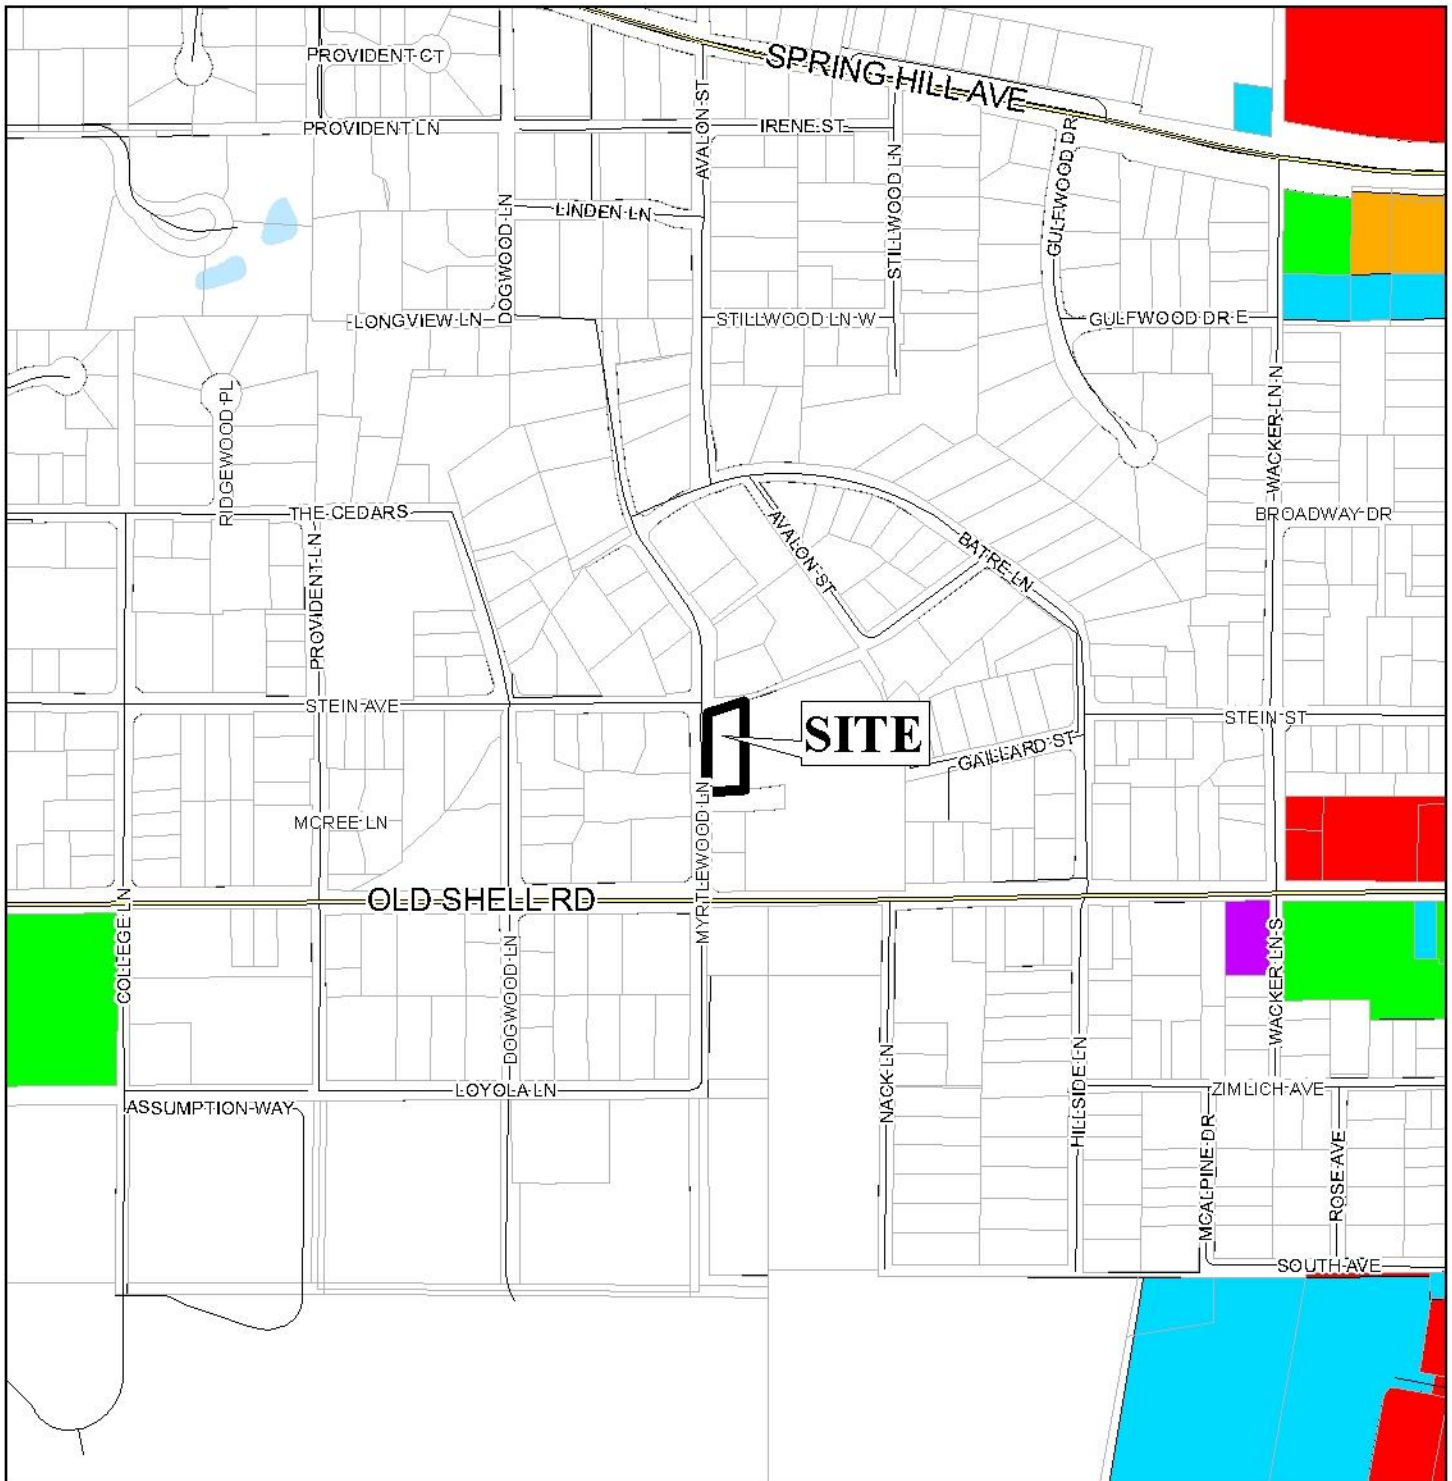 PROVIDENT CT
SPRING HILL AVE
PROVIDENT LN
AVALON ST
IRENE ST
GULFWOOD DR
LINDEN LN
DOGWOOD LN
STILLWOOD LN
LONGVIEW LN
STILLWOOD LN W
GULFWOOD DR E
RIDGEWOOD PL
WACKER LN N
THE CEDARS
AVALON ST
BATRE LN
BROADWAY DR
PROVIDENT LN
STEIN AVE
SITE
STEIN ST
GAILLARD ST
MCREE LN
MYRTLEWOOD LN
OLD SHELL RD
COLLEGE LN
DOGWOOD LN
WACKER LN S
NACK LN
HILLSIDE LN
LOYOLA LN
ZIMLICH AVE
ASSUMPTION WAY
MCALPINE DR
ROSE AVE
SOUTH AVE